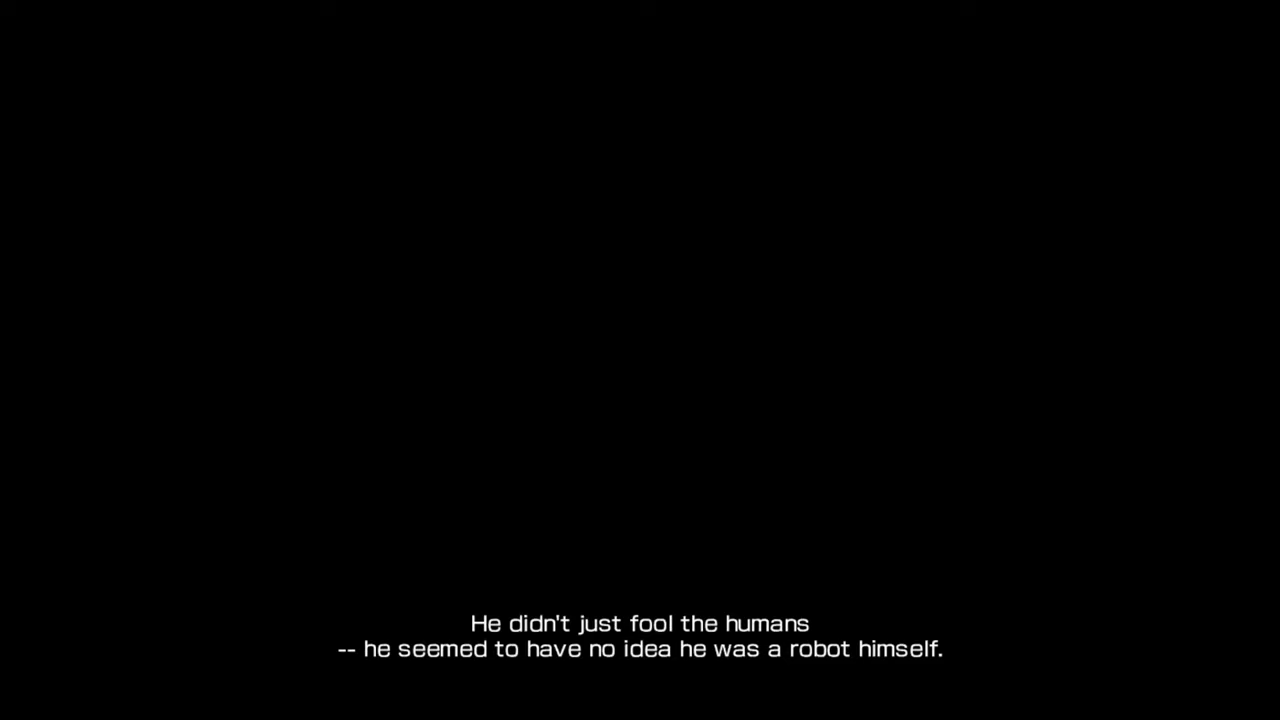 He didn't just fool the humans
-- he seemed to have no idea he was a robot himself.